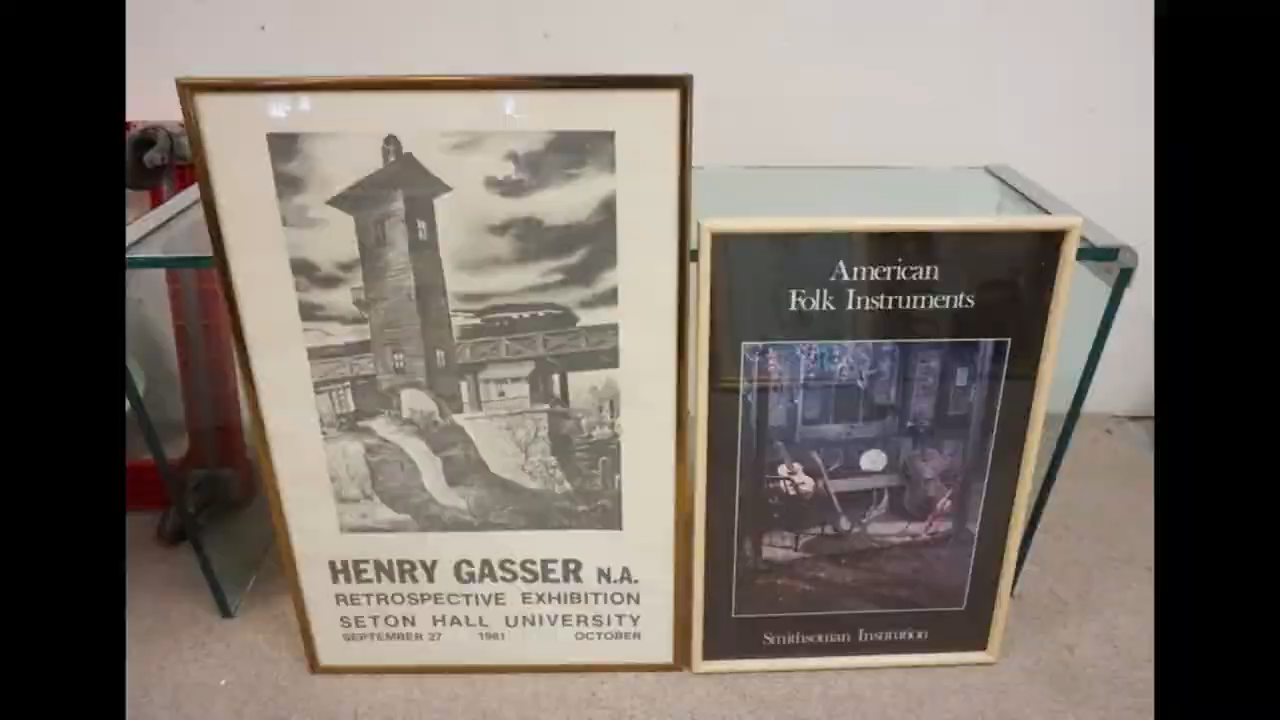 HENRY GASSER N.A.
RETROSPECTIVE EXHIBITION
SETON HALL UNIVERSITY
SEPTEMBER 27 1981 OCTOBER
American
Folk Instruments
Smithsonian Institution